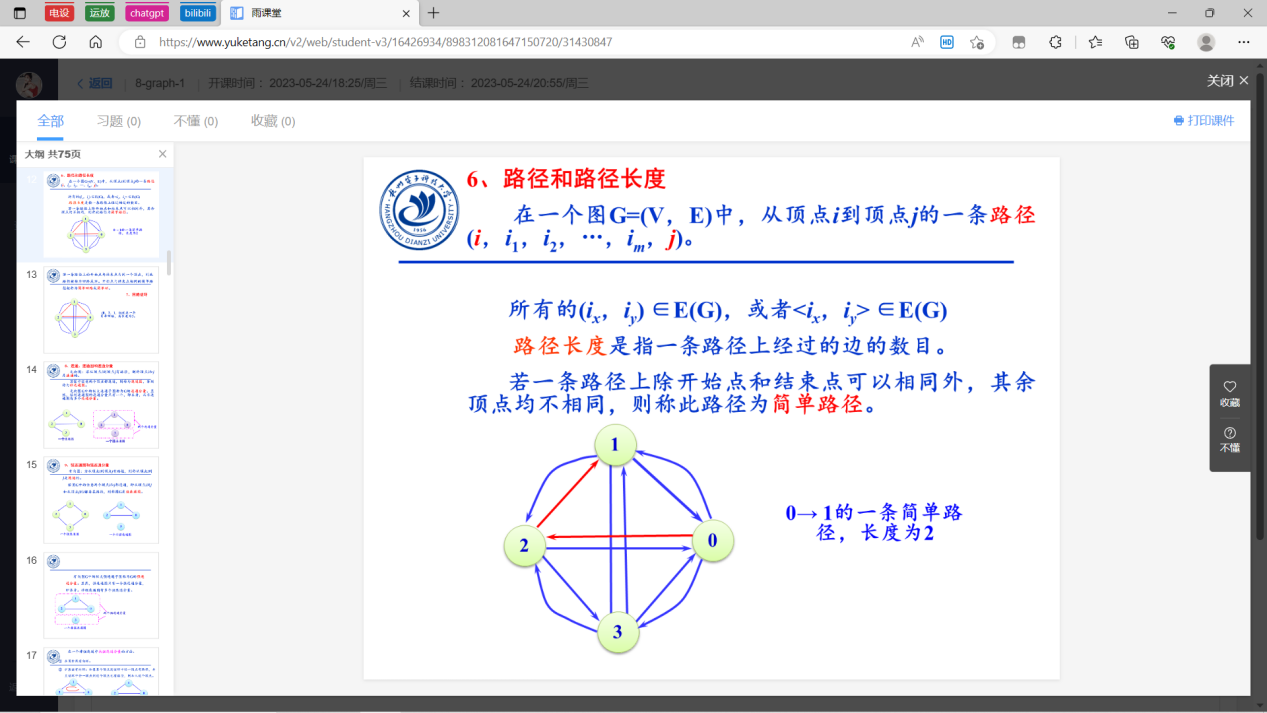 电设 运放 chatgpt bilibili 雨课堂
https://www.yuketang.cn/v2/web/student-v3/16426934/898312081647150720/31430847
返回 8-graph-1 开课时间： 2023-05-24/18:25/周三 结课时间： 2023-05-24/20:55/周三
关闭
全部 习题 (0) 不懂 (0) 收藏 (0) 打印课件
大纲 共75页
13
14
15
16
17
杭州电子科技大学
HANGZHOU DIANZI UNIVERSITY
1956
6、路径和路径长度
在一个图G=(V，E)中，从顶点i到顶点j的一条路径
(i，i1，i2，…，im，j)。
所有的(ix，iy) ∈E(G)，或者<ix，iy> ∈E(G)
路径长度是指一条路径上经过的边的数目。
若一条路径上除开始点和结束点可以相同外，其余
顶点均不相同，则称此路径为简单路径。
1
2
0
3
0→1的一条简单路
径，长度为2
收藏
不懂